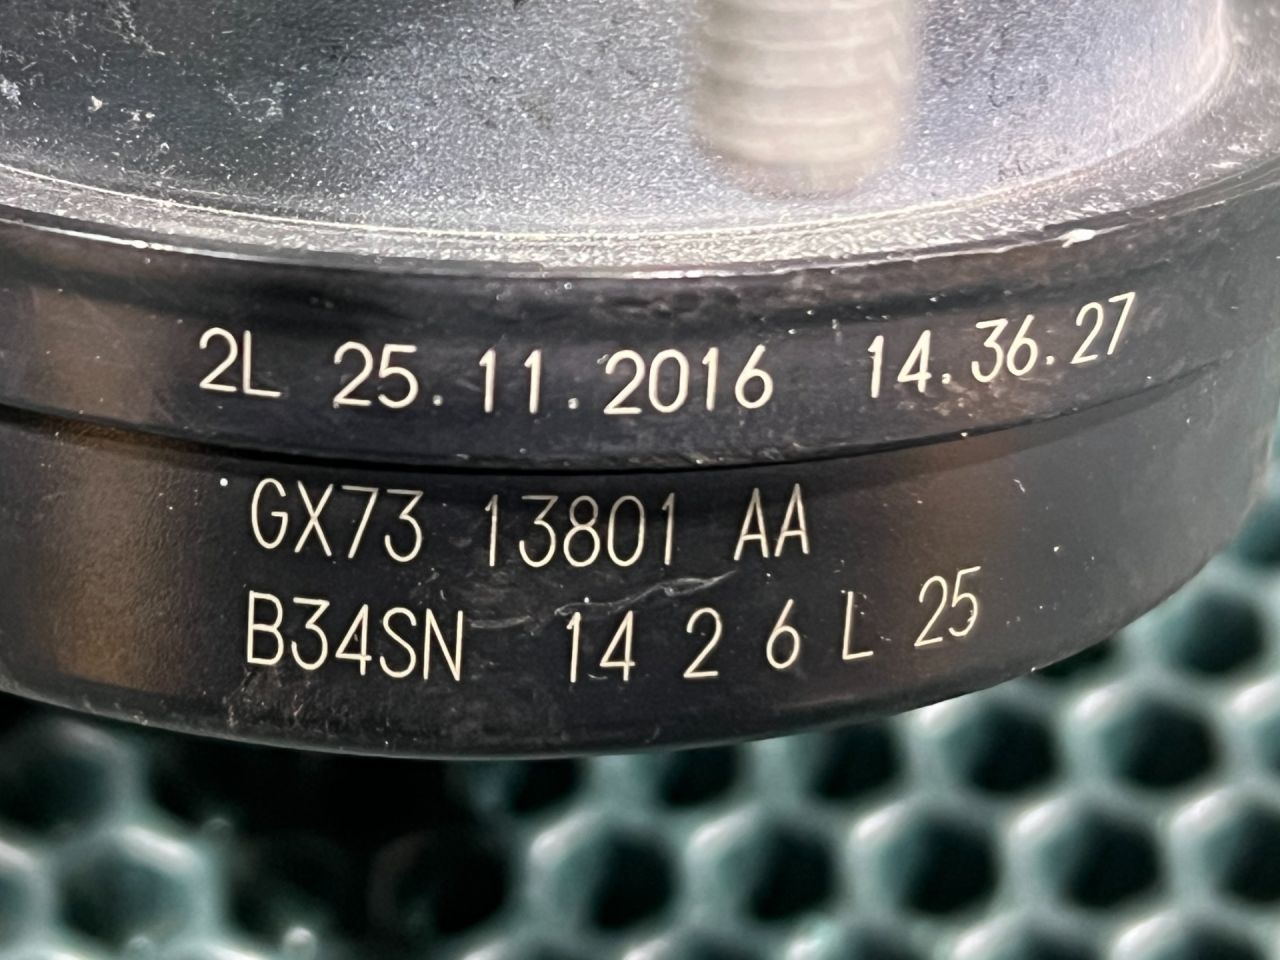 2L 25.11.2016 14.36.27
GX73 13801 AA
B34SN 14 2 6 L 25